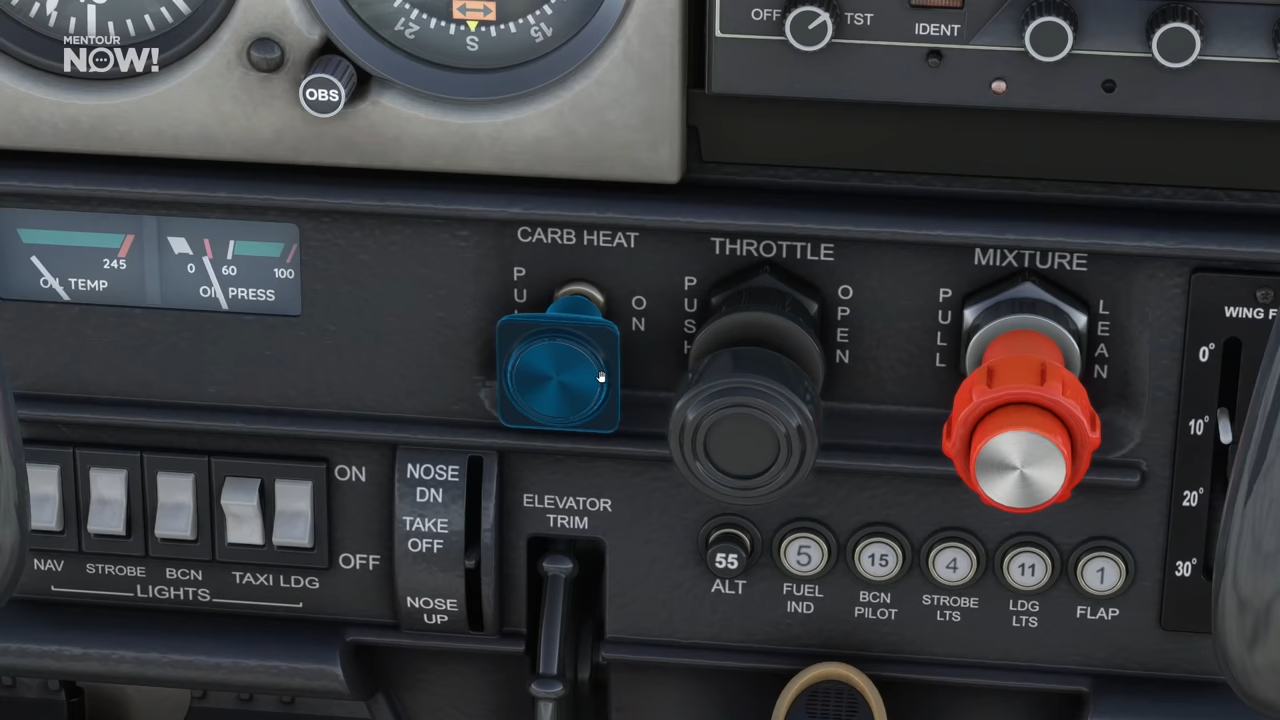 MENTOUR
NOW!
OBS
21
S
15
OFF
TST
IDENT
245
OIL TEMP
0
60
100
OIL PRESS
CARB HEAT
ON
THROTTLE
PUSH
OPEN
MIXTURE
PULL
LEAN
WING F
0°
10°
20°
30°
ON
OFF
NAV
STROBE
BCN
TAXI LDG
LIGHTS
NOSE
DN
TAKE
OFF
NOSE
UP
ELEVATOR
TRIM
55
ALT
5
FUEL
IND
15
BCN
PILOT
4
STROBE
LTS
11
LDG
LTS
1
FLAP